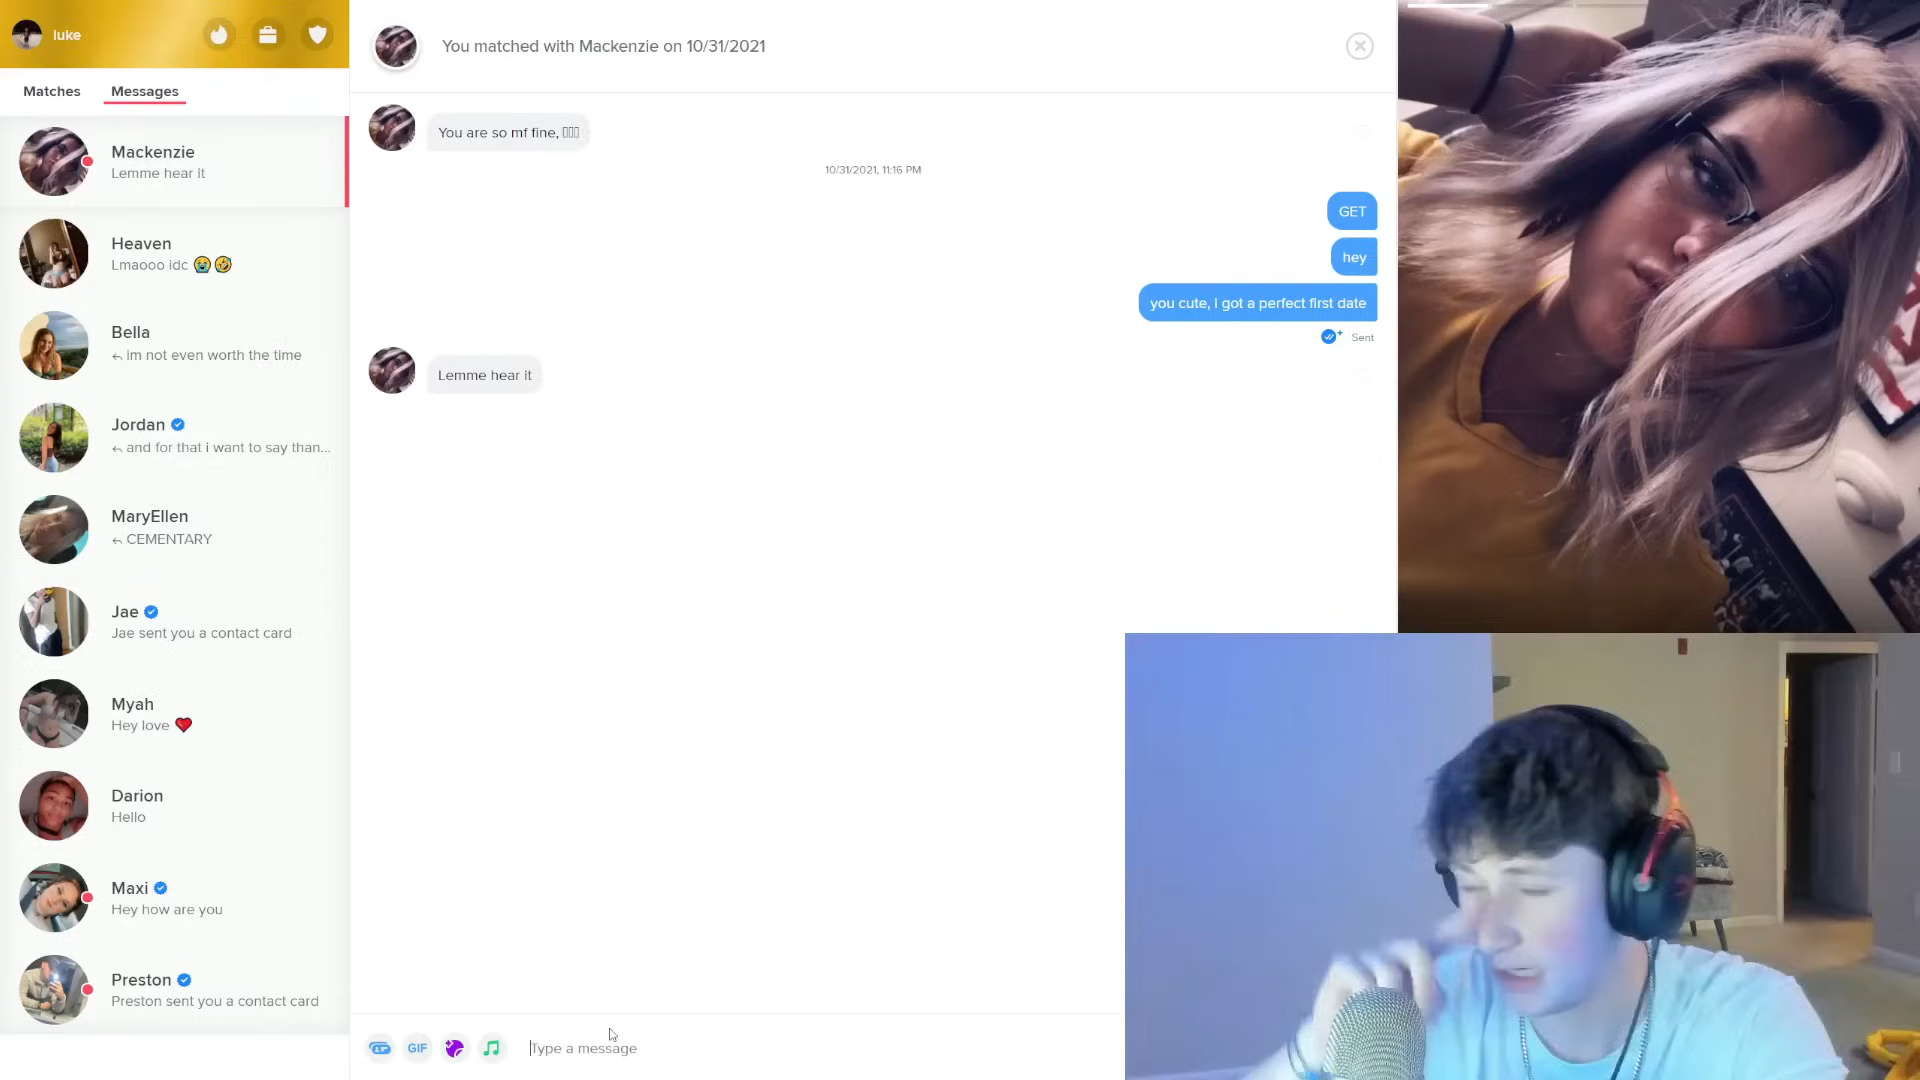 luke
Matches Messages
Mackenzie
Lemme hear it
Heaven
Lmaooo idc 😭🤣
Bella
im not even worth the time
Jordan
and for that i want to say than...
MaryEllen
CEMENTARY
Jae
Jae sent you a contact card
Myah
Hey love ❤️
Darion
Hello
Maxi
Hey how are you
Preston
Preston sent you a contact card
You matched with Mackenzie on 10/31/2021
You are so mf fine, ▯▯▯
10/31/2021, 11:16 PM
GET
hey
you cute, I got a perfect first date
Sent
Lemme hear it
GIF
Type a message